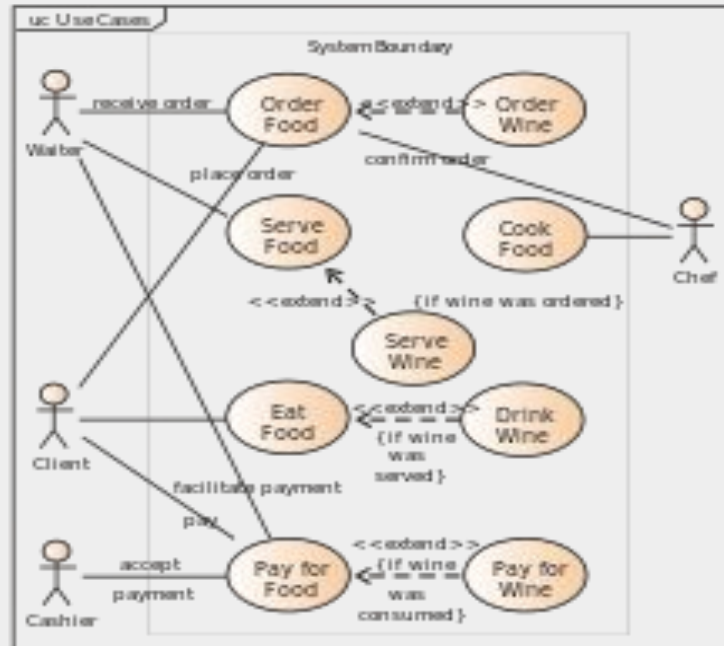 uc UseCases
SystemBoundary
receive order
Order
Food
<<extend>>
Order
Wine
Waiter
place order
confirm order
Serve
Food
Cook
Food
Chef
<<extend>>
{if wine was ordered}
Serve
Wine
Eat
Food
<<extend>>
{if wine
was
served}
Drink
Wine
Client
facilitate payment
pay
accept
payment
Cashier
Pay for
Food
<<extend>>
{if wine
was
consumed}
Pay for
Wine